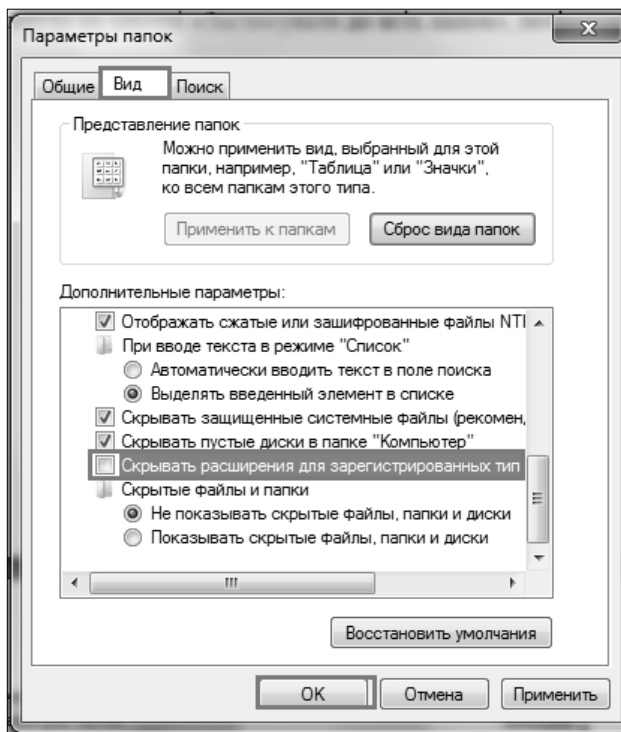 Параметры папок
Общие
Вид
Поиск
Представление папок
Можно применить вид, выбранный для этой
папки, например, "Таблица" или "Значки",
ко всем папкам этого типа.
Применить к папкам
Сброс вида папок
Дополнительные параметры:
Отображать сжатые или зашифрованные файлы NT
При вводе текста в режиме "Список"
Автоматически вводить текст в поле поиска
Выделять введенный элемент в списке
Скрывать защищенные системные файлы (рекомен,
Скрывать пустые диски в папке "Компьютер"
Скрывать расширения для зарегистрированных тип
Скрытые файлы и папки
Не показывать скрытые файлы, папки и диски
Показывать скрытые файлы, папки и диски
Восстановить умолчания
OK
Отмена
Применить